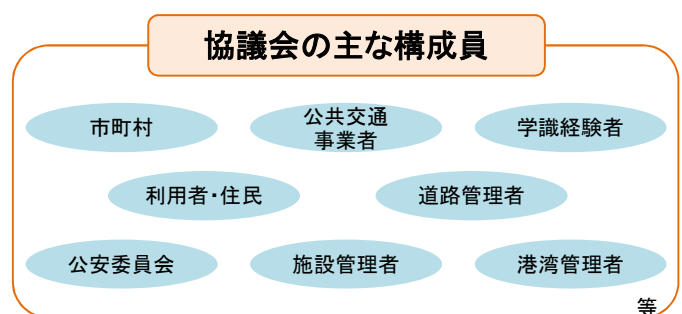 協議会の主な構成員
市町村
公共交通
事業者
学識経験者
利用者・住民
道路管理者
公安委員会
施設管理者
港湾管理者
等